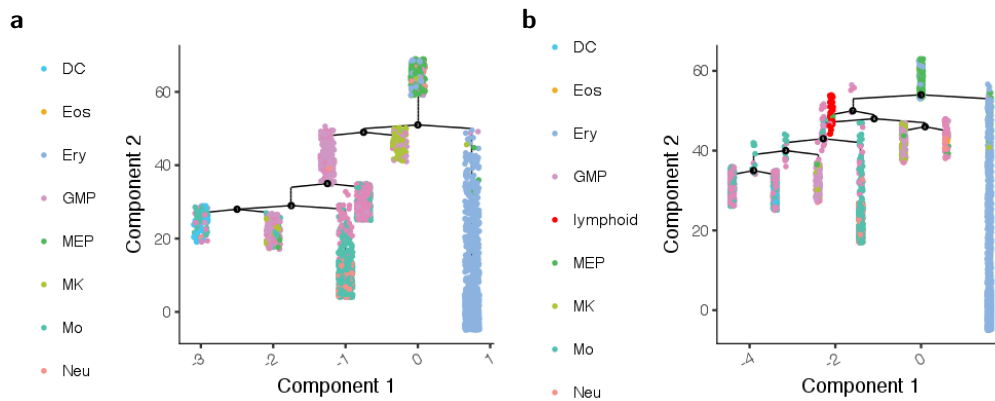 a
DC
Eos
Ery
GMP
MEP
MK
Mo
Neu
Component 2
60
40
20
0
-3
-2
-1
0
1
Component 1
b
DC
Eos
Ery
GMP
lymphoid
MEP
MK
Mo
Neu
Component 2
60
40
20
0
-4
-2
0
Component 1